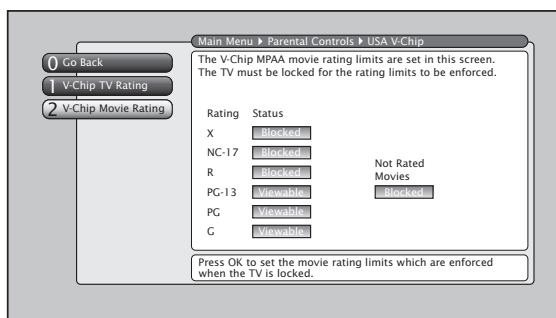 Main Menu ▶ Parental Controls ▶ USA V-Chip
0 Go Back
1 V-Chip TV Rating
2 V-Chip Movie Rating
The V-Chip MPAA movie rating limits are set in this screen.
The TV must be locked for the rating limits to be enforced.
Rating Status
X Blocked
NC-17 Blocked
R Blocked
PG-13 Viewable
PG Viewable
G Viewable
Not Rated
Movies
Blocked
Press OK to set the movie rating limits which are enforced
when the TV is locked.